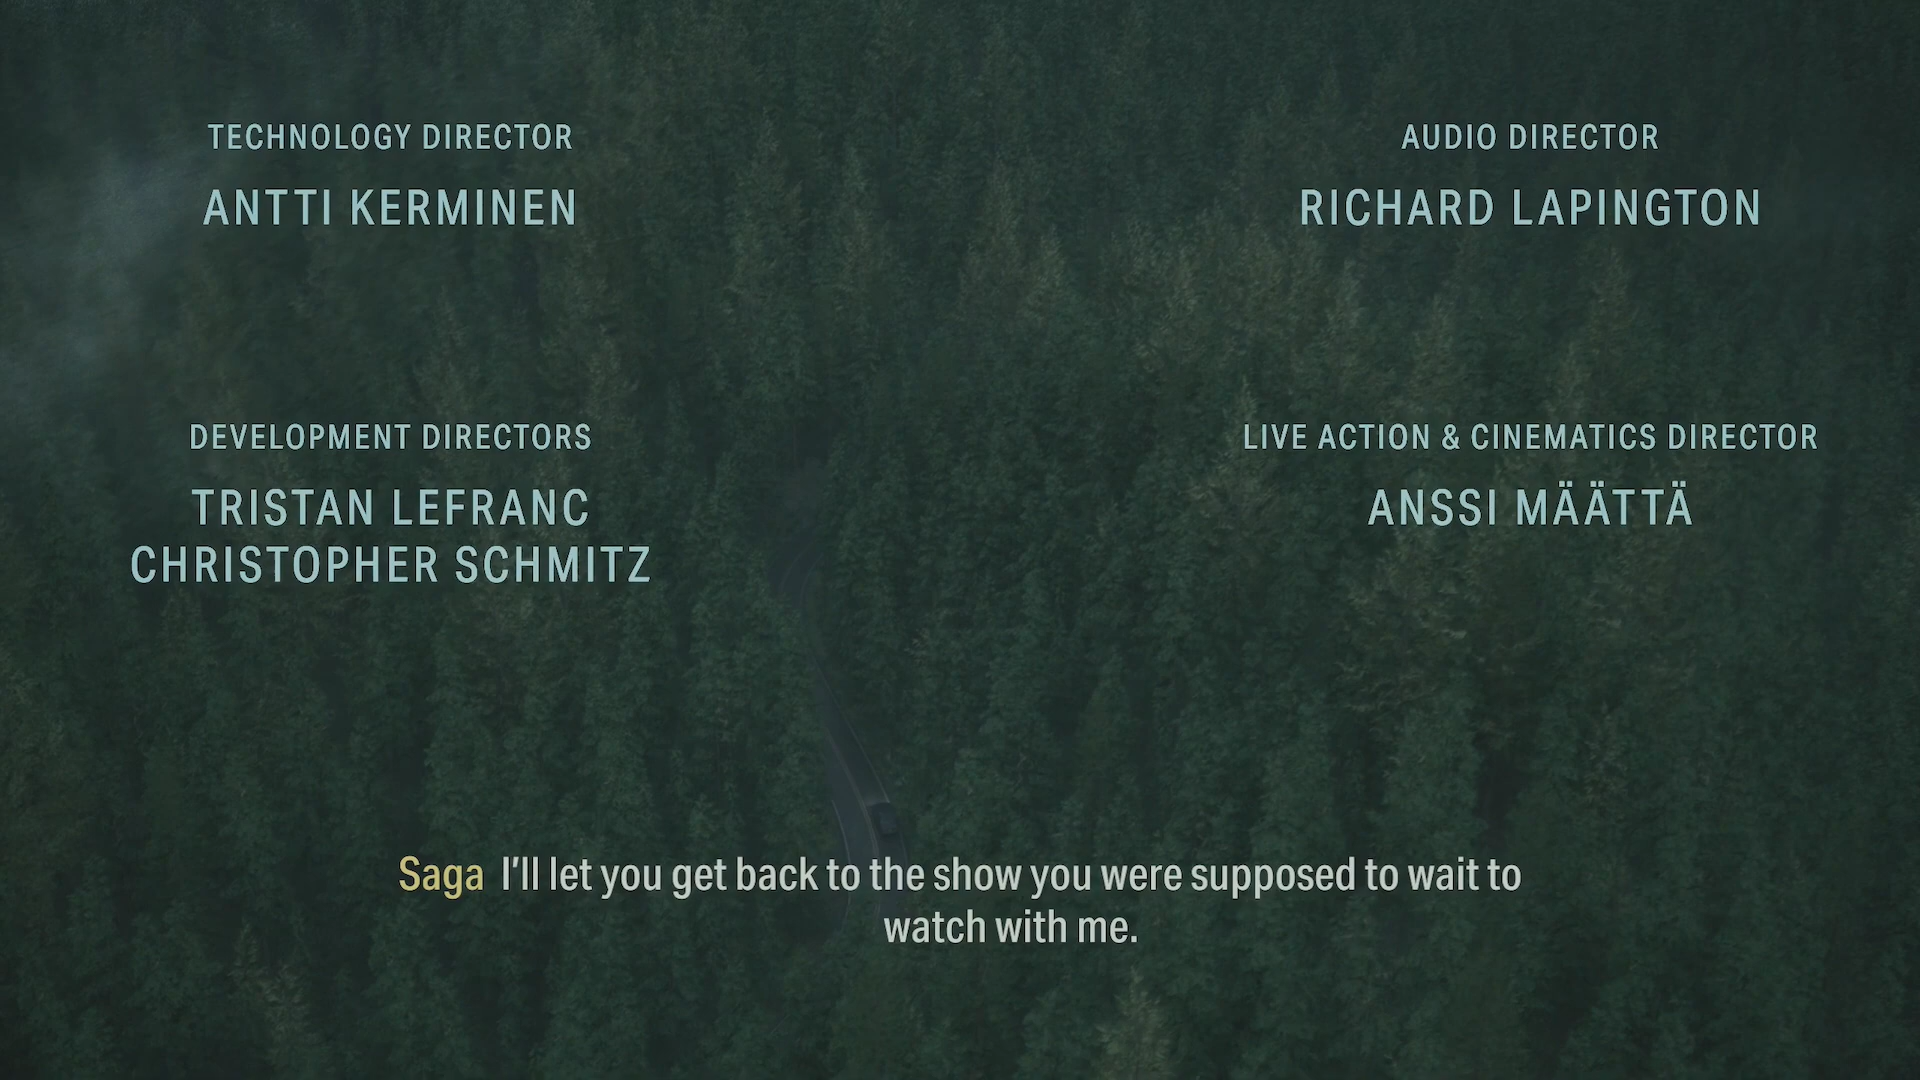 TECHNOLOGY DIRECTOR
ANTTI KERMINEN
AUDIO DIRECTOR
RICHARD LAPINGTON
DEVELOPMENT DIRECTORS
TRISTAN LEFRANC
CHRISTOPHER SCHMITZ
LIVE ACTION & CINEMATICS DIRECTOR
ANSSI MÄÄTTÄ
Saga I'll let you get back to the show you were supposed to wait to
watch with me.